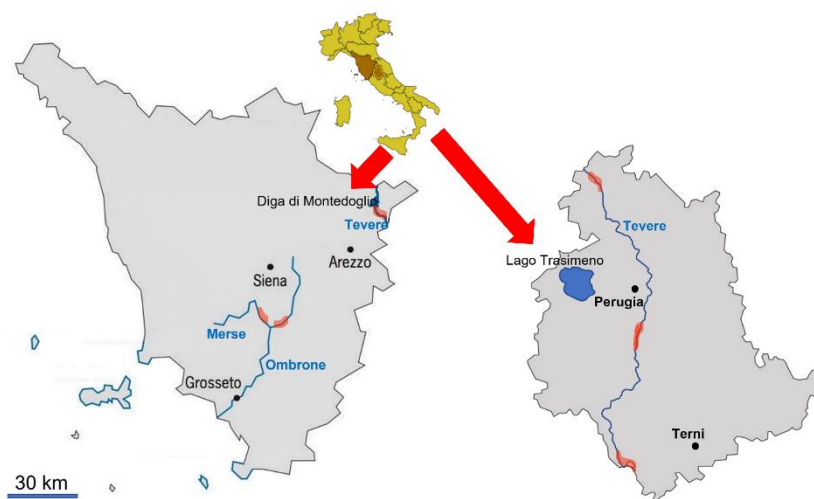 Diga di Montedoglio
Tevere
Arezzo
Siena
Merse
Ombrone
Grosseto
30 km
Tevere
Lago Trasimeno
Perugia
Terni